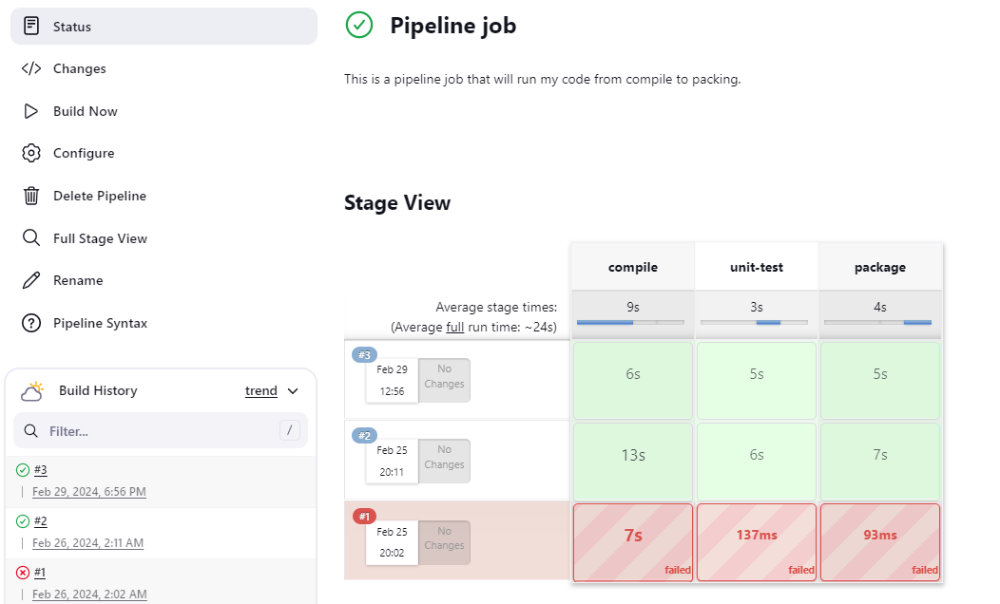 Status
Changes
Build Now
Configure
Delete Pipeline
Full Stage View
Rename
Pipeline Syntax
Build History
trend
Filter...
/
#3
Feb 29, 2024, 6:56 PM
#2
Feb 26, 2024, 2:11 AM
#1
Feb 26, 2024, 2:02 AM
Pipeline job
This is a pipeline job that will run my code from compile to packing.
Stage View
compile unit-test package
Average stage times: 9s 3s 4s
(Average full run time: ~24s)
#3
Feb 29 No
12:56 Changes
6s 5s 5s
#2
Feb 25 No
20:11 Changes
13s 6s 7s
#1
Feb 25 No
20:02 Changes
7s 137ms 93ms
failed failed failed